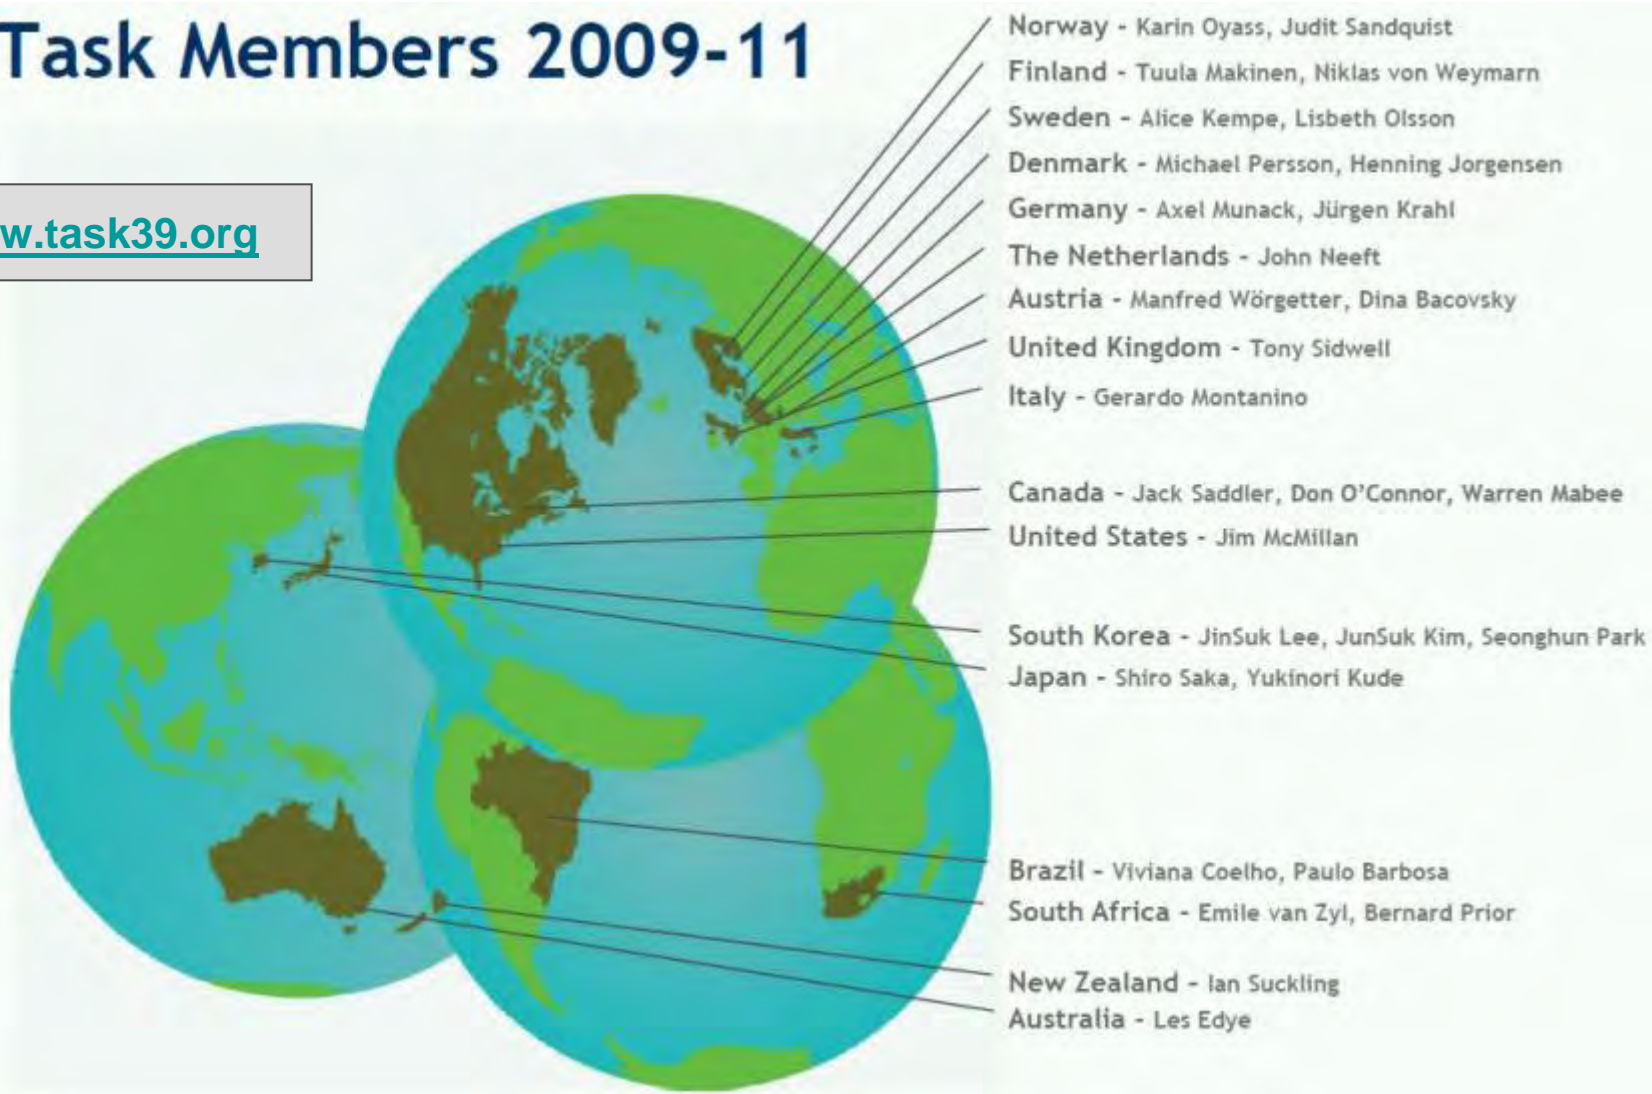 Task Members 2009-11
w.task39.org
Norway - Karin Oyass, Judit Sandquist
Finland - Tuula Makinen, Niklas von Weymarn
Sweden - Alice Kempe, Lisbeth Olsson
Denmark - Michael Persson, Henning Jorgensen
Germany - Axel Munack, Jürgen Krahl
The Netherlands - John Neeft
Austria - Manfred Wörgetter, Dina Bacovsky
United Kingdom - Tony Sidwell
Italy - Gerardo Montanino
Canada - Jack Saddler, Don O'Connor, Warren Mabee
United States - Jim McMillan
South Korea - JinSuk Lee, JunSuk Kim, Seonghun Park
Japan - Shiro Saka, Yukinori Kude
Brazil - Viviana Coelho, Paulo Barbosa
South Africa - Emile van Zyl, Bernard Prior
New Zealand - Ian Suckling
Australia - Les Edye